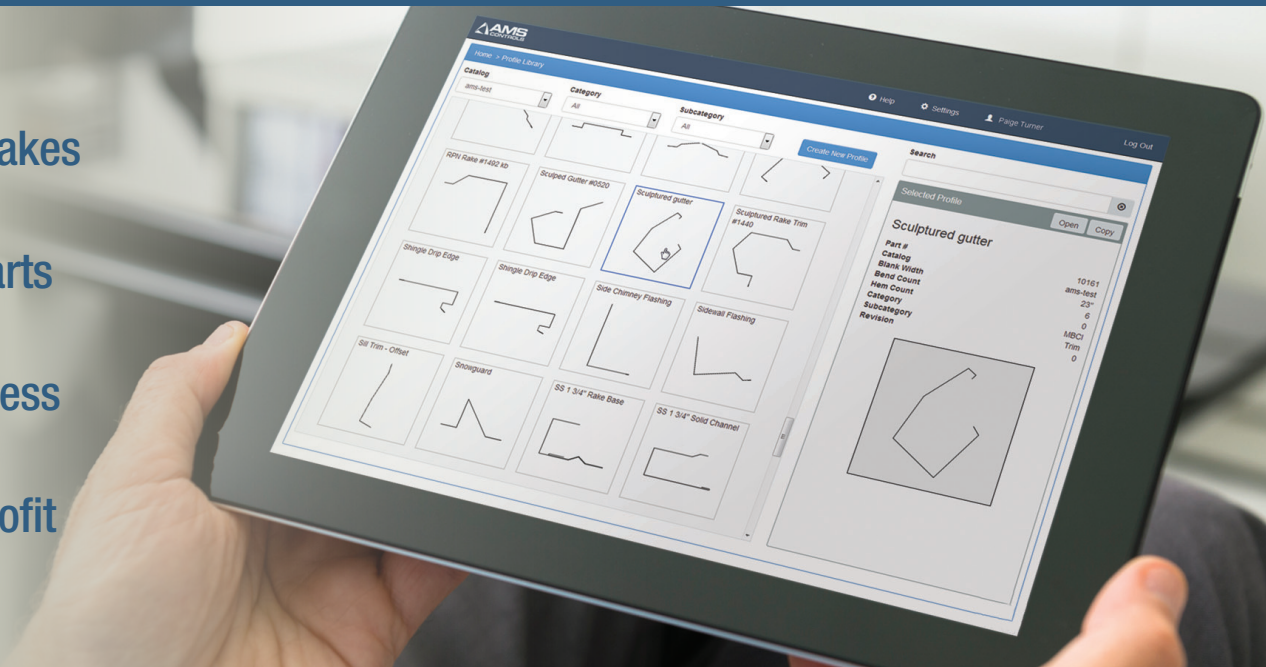 akes
arts
ess
ofit
AMS
CONTROLS
Help
Settings
Paige Turner
Log Out
Home > Profile Library
Catalog
ams-test
Category
All
Subcategory
All
Create New Profile
Search
RPN Rake #1492 kb
Sculped Gutter #0520
Sculptured gutter
Sculptured Rake Trim
#1440
Shingle Drip Edge
Shingle Drip Edge
Side Chimney Flashing
Sidewall Flashing
Sill Trim - Offset
Snowguard
SS 1 3/4" Rake Base
SS 1 3/4" Solid Channel
Selected Profile
Open
Copy
Sculptured gutter
Part # 10161
Catalog ams-test
Blank Width 23"
Bend Count 6
Hem Count 0
Category MBCI
Subcategory Trim
Revision 0